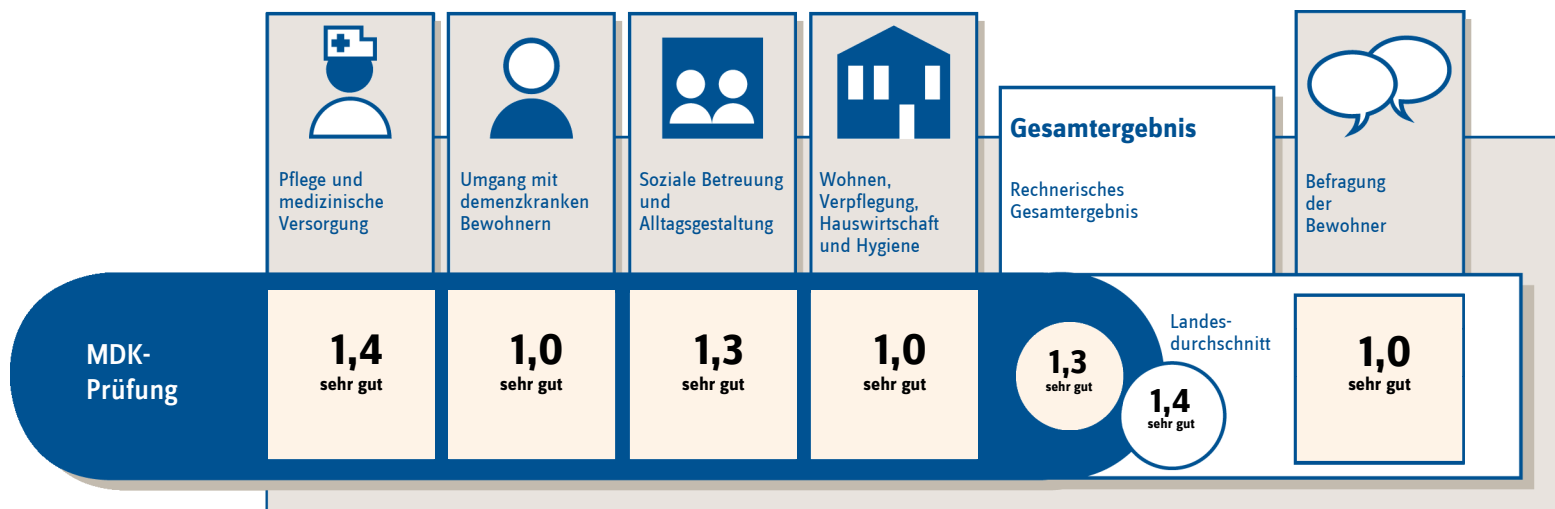 Pflege und
medizinische
Versorgung
Umgang mit
demenzkranken
Bewohnern
Soziale Betreuung
und
Alltagsgestaltung
Wohnen,
Verpflegung,
Hauswirtschaft
und Hygiene
Gesamtergebnis
Rechnerisches
Gesamtergebnis
Befragung
der
Bewohner
MDK-
Prüfung
1,4
sehr gut
1,0
sehr gut
1,3
sehr gut
1,0
sehr gut
1,3
sehr gut
Landes-
durchschnitt
1,4
sehr gut
1,0
sehr gut